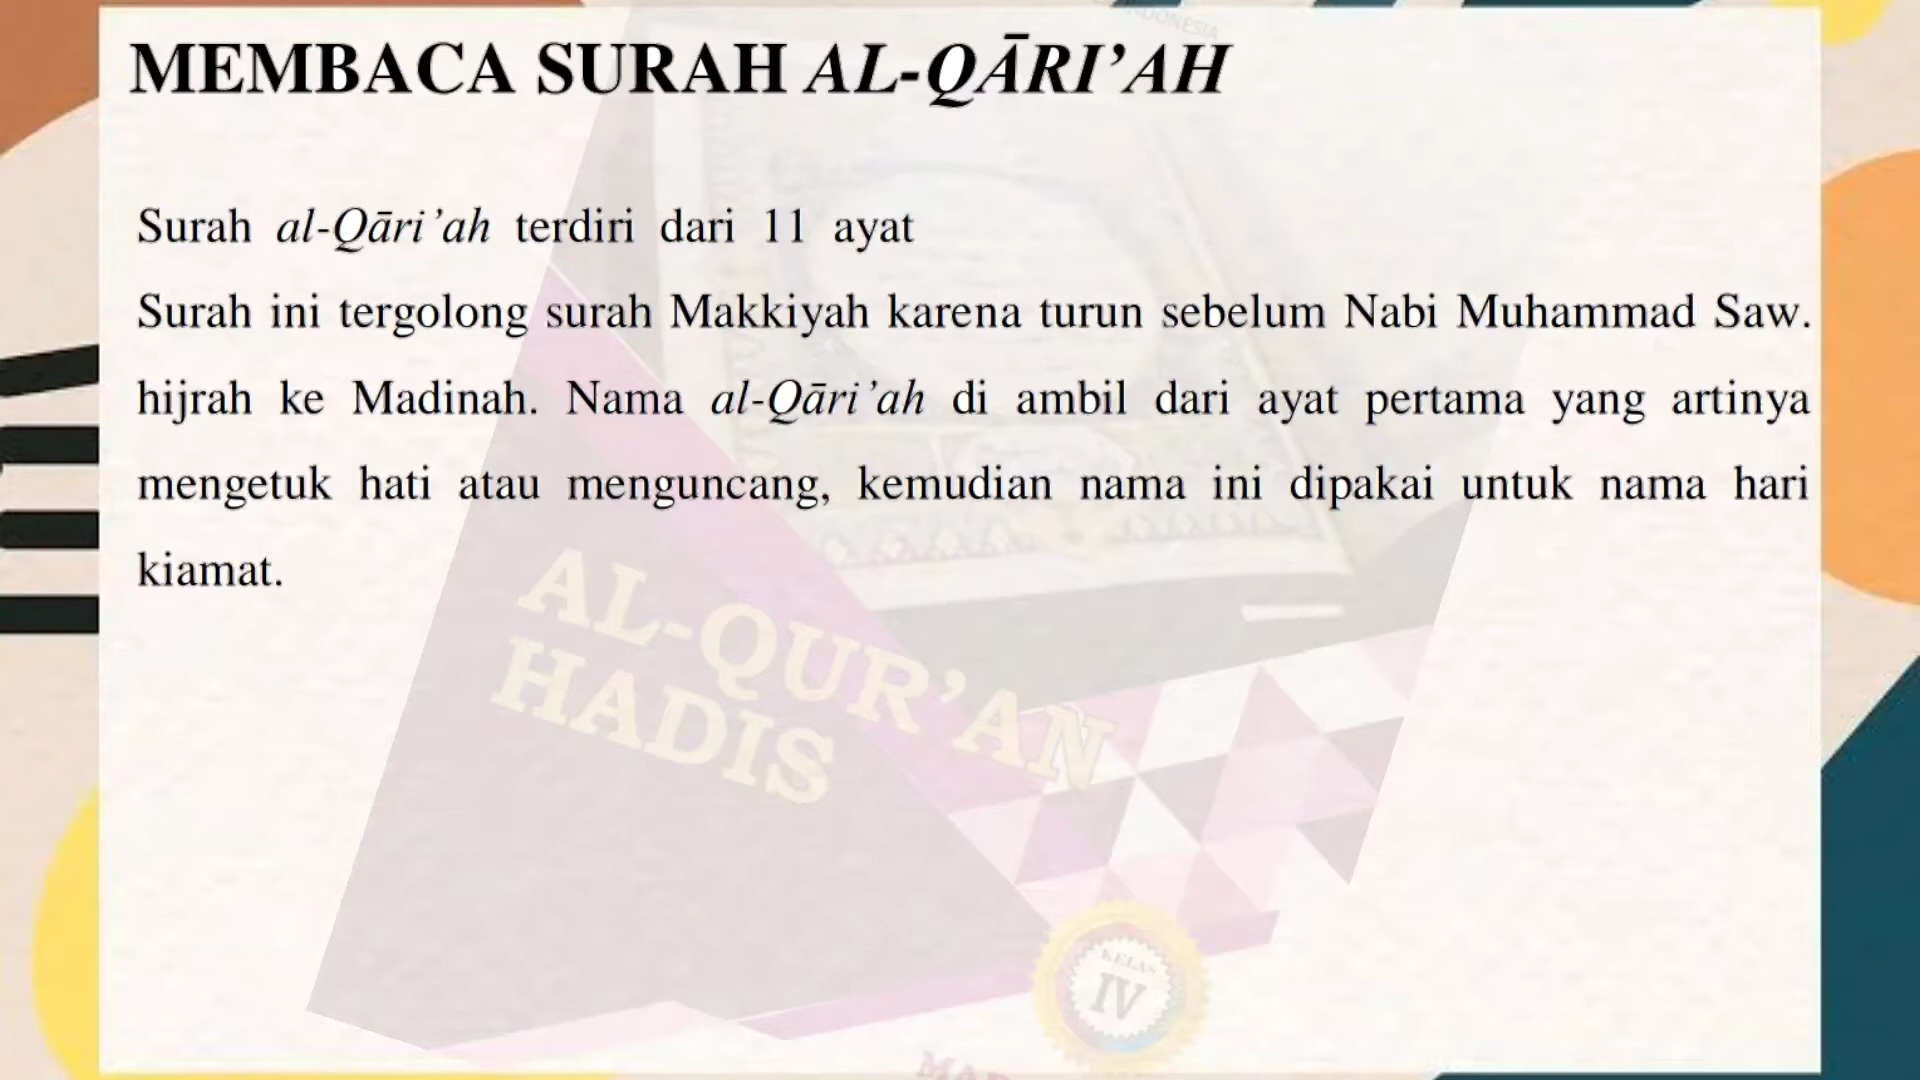 INDONESIA
MEMBACA SURAH AL-QĀRI’AH
Surah al-Qāri’ah terdiri dari 11 ayat
Surah ini tergolong surah Makkiyah karena turun sebelum Nabi Muhammad Saw.
hijrah ke Madinah. Nama al-Qāri’ah di ambil dari ayat pertama yang artinya
mengetuk hati atau menguncang, kemudian nama ini dipakai untuk nama hari
kiamat.
AL-QUR’AN
HADIS
KELAS
IV